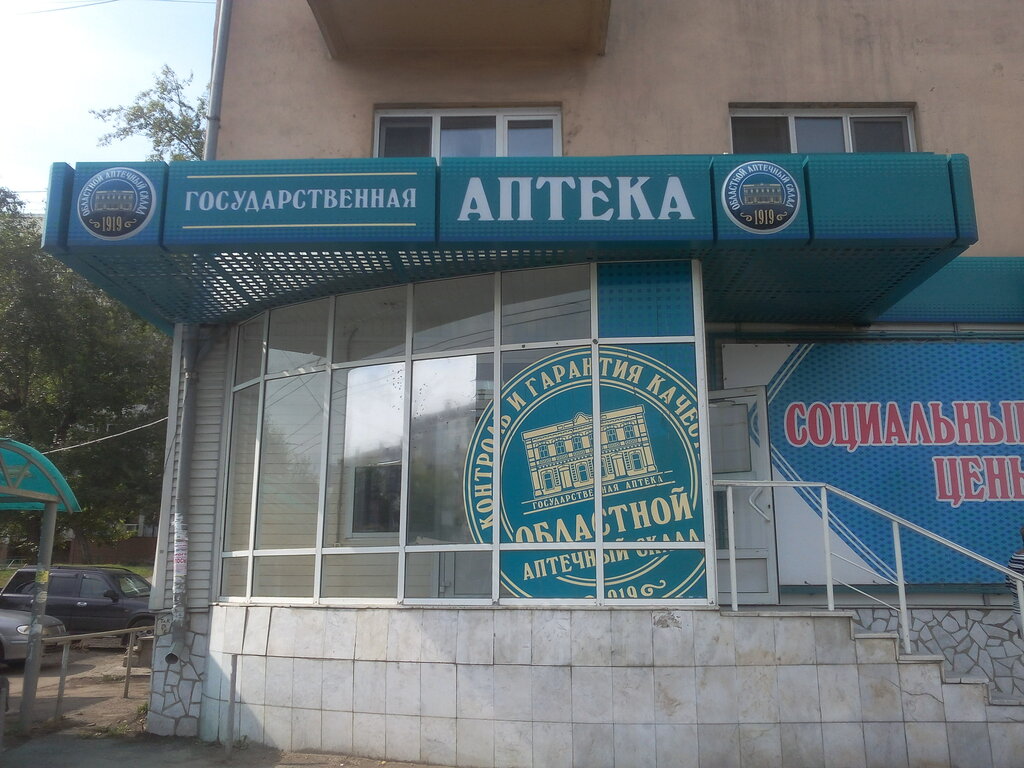 ОБЛАСТНОЙ АПТЕЧНЫЙ СКЛАД
1919
ГОСУДАРСТВЕННАЯ
АПТЕКА
ОБЛАСТНОЙ АПТЕЧНЫЙ СКЛАД
1919
КОНТРОЛЬ И ГАРАНТИЯ КАЧЕС
ГОСУДАРСТВЕННАЯ АПТЕКА
ОБЛАСТНОЙ
АПТЕЧНЫЙ СКЛАД
1919
СОЦИАЛЬНЫ
ЦЕН